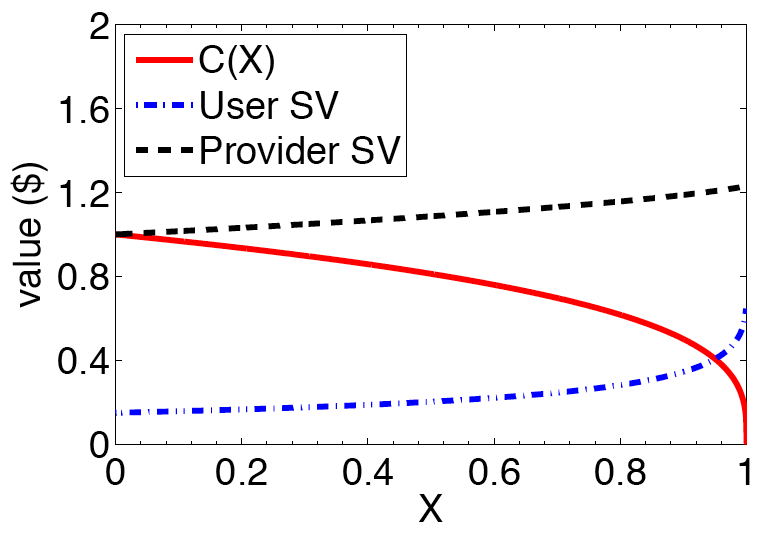 2
1.6
1.2
0.8
0.4
0
value ($)
C(X)
User SV
Provider SV
0 0.2 0.4 0.6 0.8 1
X